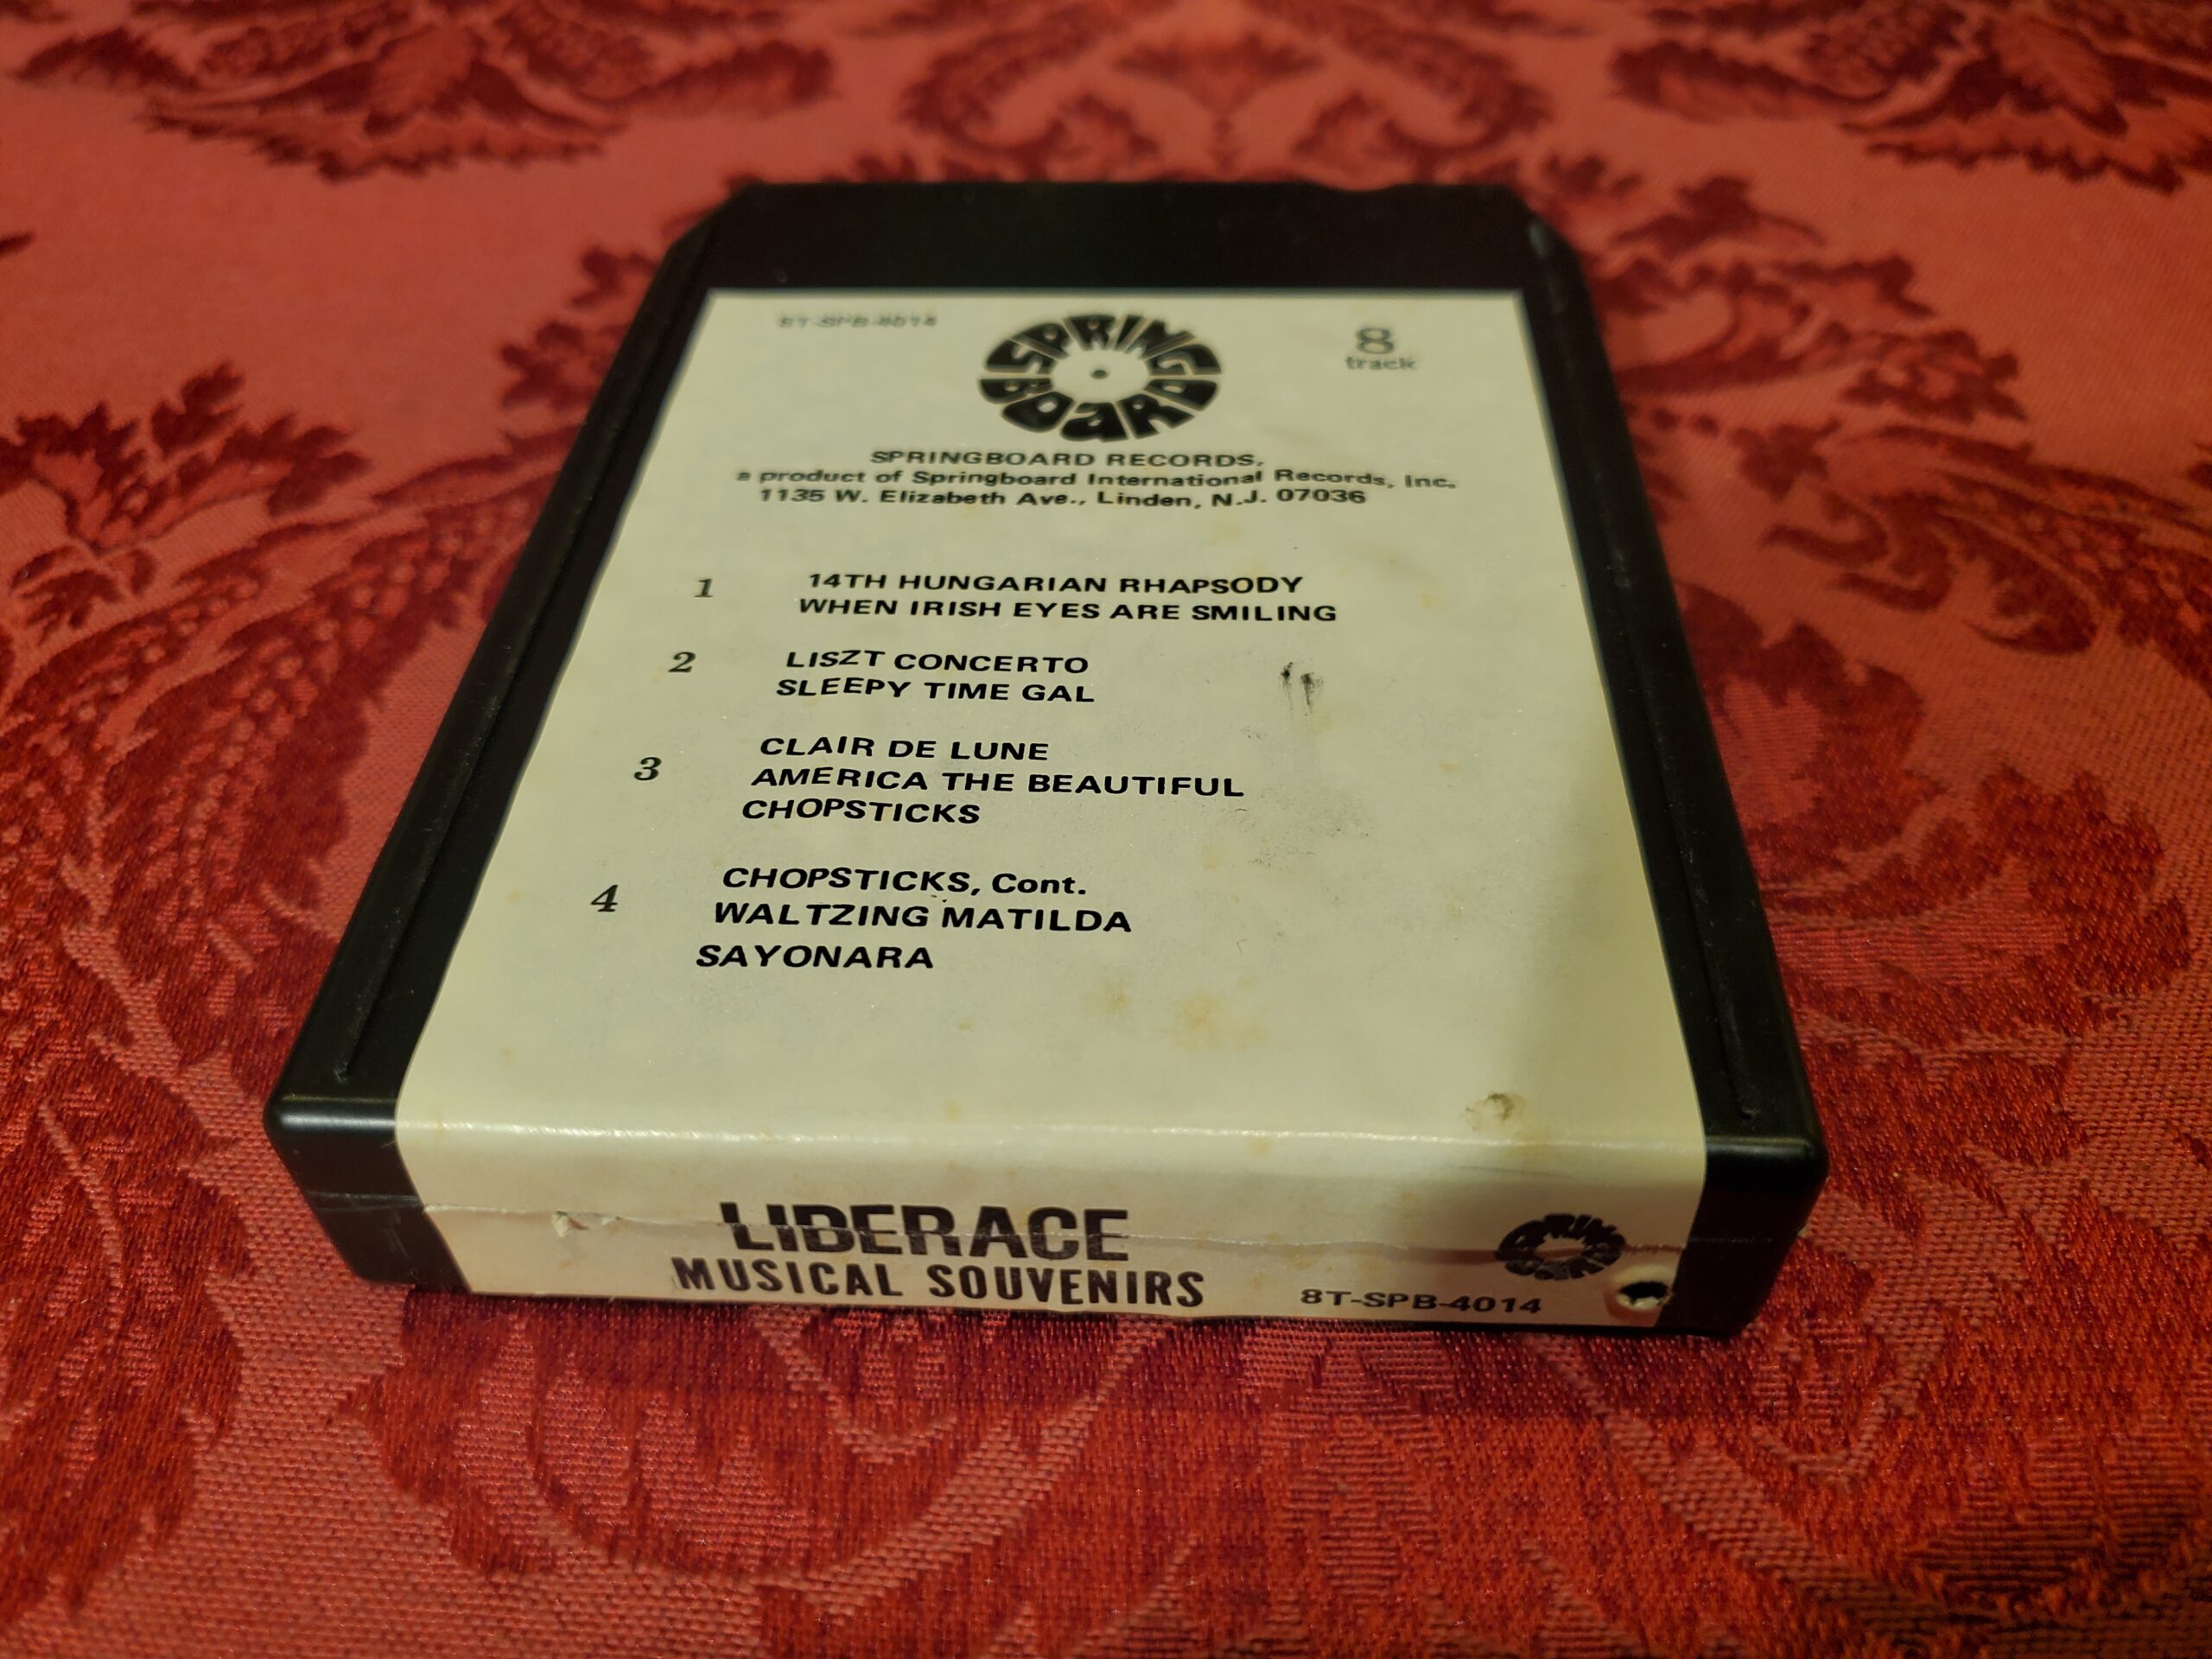 8T-SPB-4014
SPRING
BOARD
8
track
SPRINGBOARD RECORDS,
a product of Springboard International Records, Inc.
1135 W. Elizabeth Ave., Linden, N.J. 07036
1
14TH HUNGARIAN RHAPSODY
WHEN IRISH EYES ARE SMILING
2
LISZT CONCERTO
SLEEPY TIME GAL
3
CLAIR DE LUNE
AMERICA THE BEAUTIFUL
CHOPSTICKS
4
CHOPSTICKS, Cont.
WALTZING MATILDA
SAYONARA
LIBERACE
MUSICAL SOUVENIRS
SPRING
BOARD
8T-SPB-4014